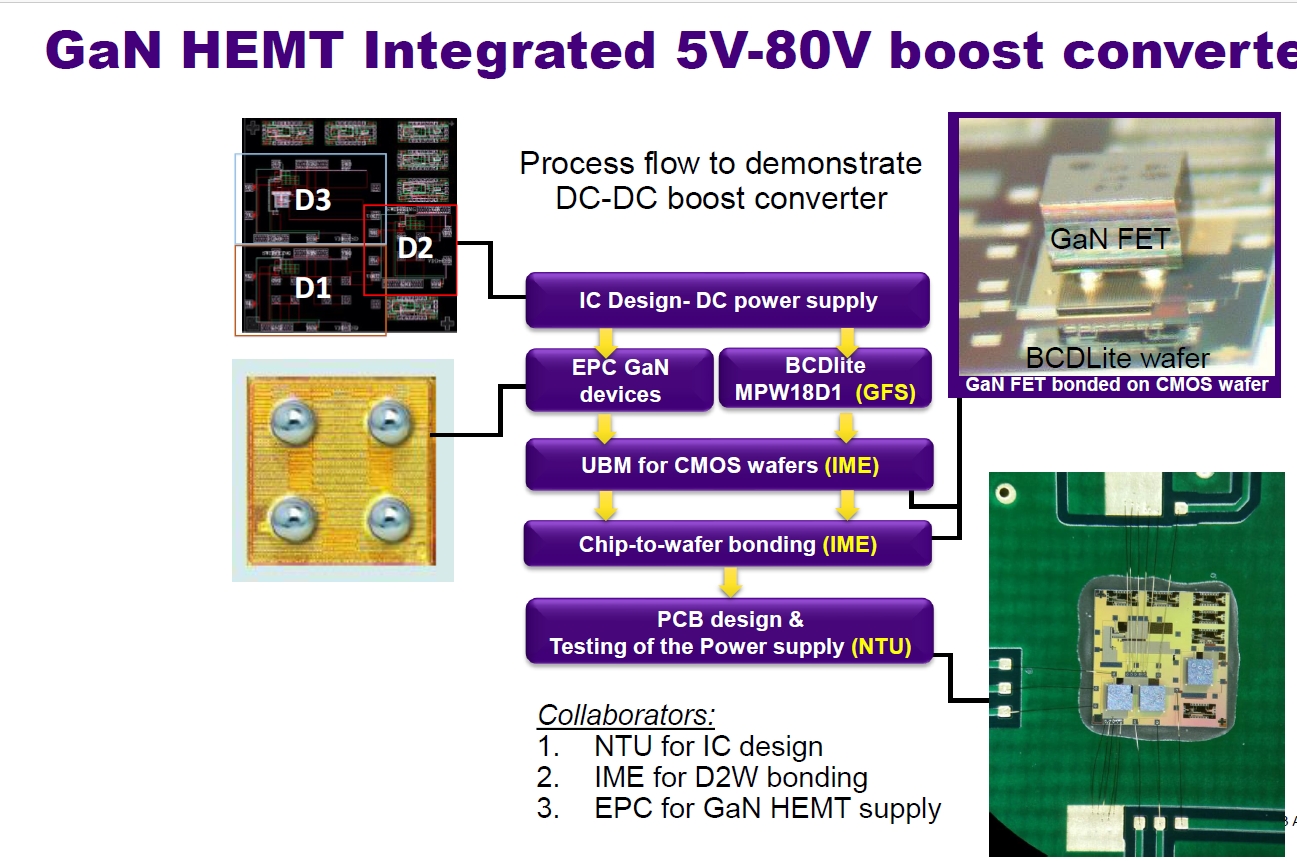 GaN HEMT Integrated 5V-80V boost converte
D3
D2
D1
Process flow to demonstrate
DC-DC boost converter
GaN FET
BCDLite wafer
GaN FET bonded on CMOS wafer
IC Design- DC power supply
EPC GaN
devices
BCDlite
MPW18D1 (GFS)
UBM for CMOS wafers (IME)
Chip-to-wafer bonding (IME)
PCB design &
Testing of the Power supply (NTU)
Collaborators:
1. NTU for IC design
2. IME for D2W bonding
3. EPC for GaN HEMT supply